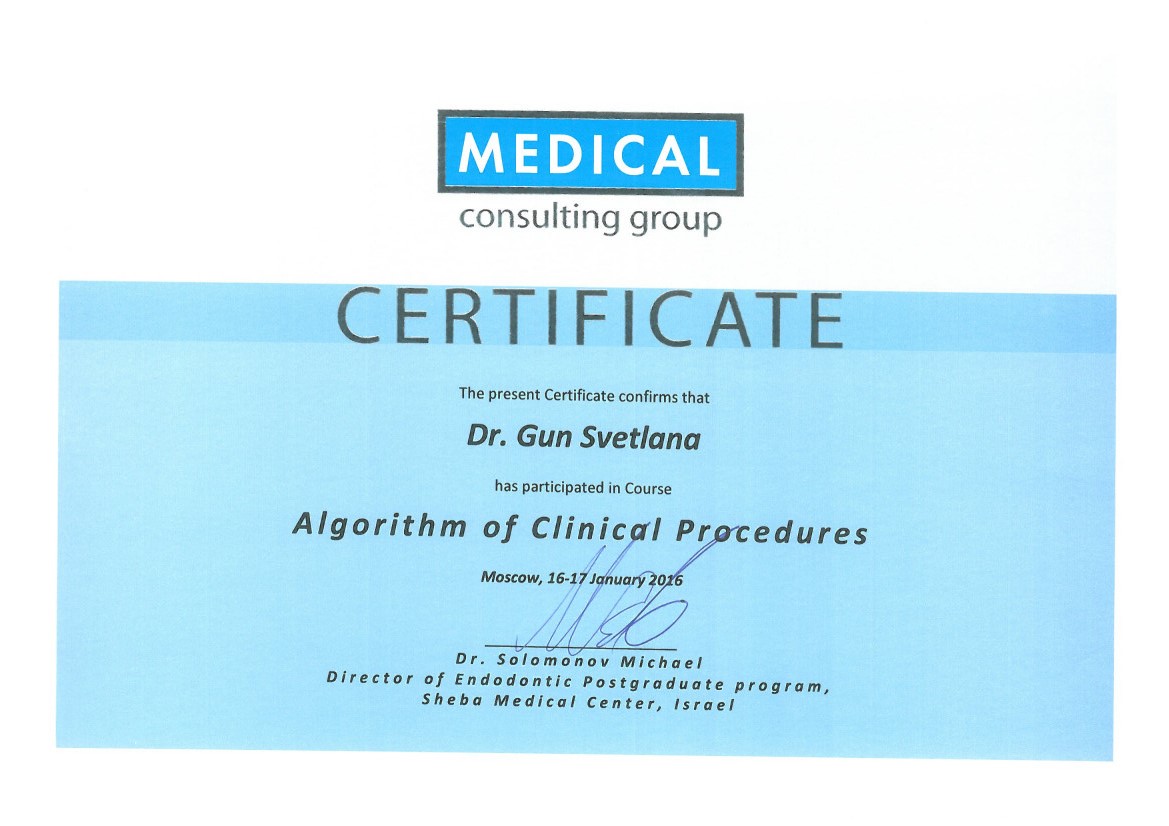 MEDICAL
consulting group
CERTIFICATE
The present Certificate confirms that
Dr. Gun Svetlana
has participated in Course
Algorithm of Clinical Procedures
Moscow, 16-17 January 2016
Dr. Solomonov Michael
Director of Endodontic Postgraduate program,
Sheba Medical Center, Israel